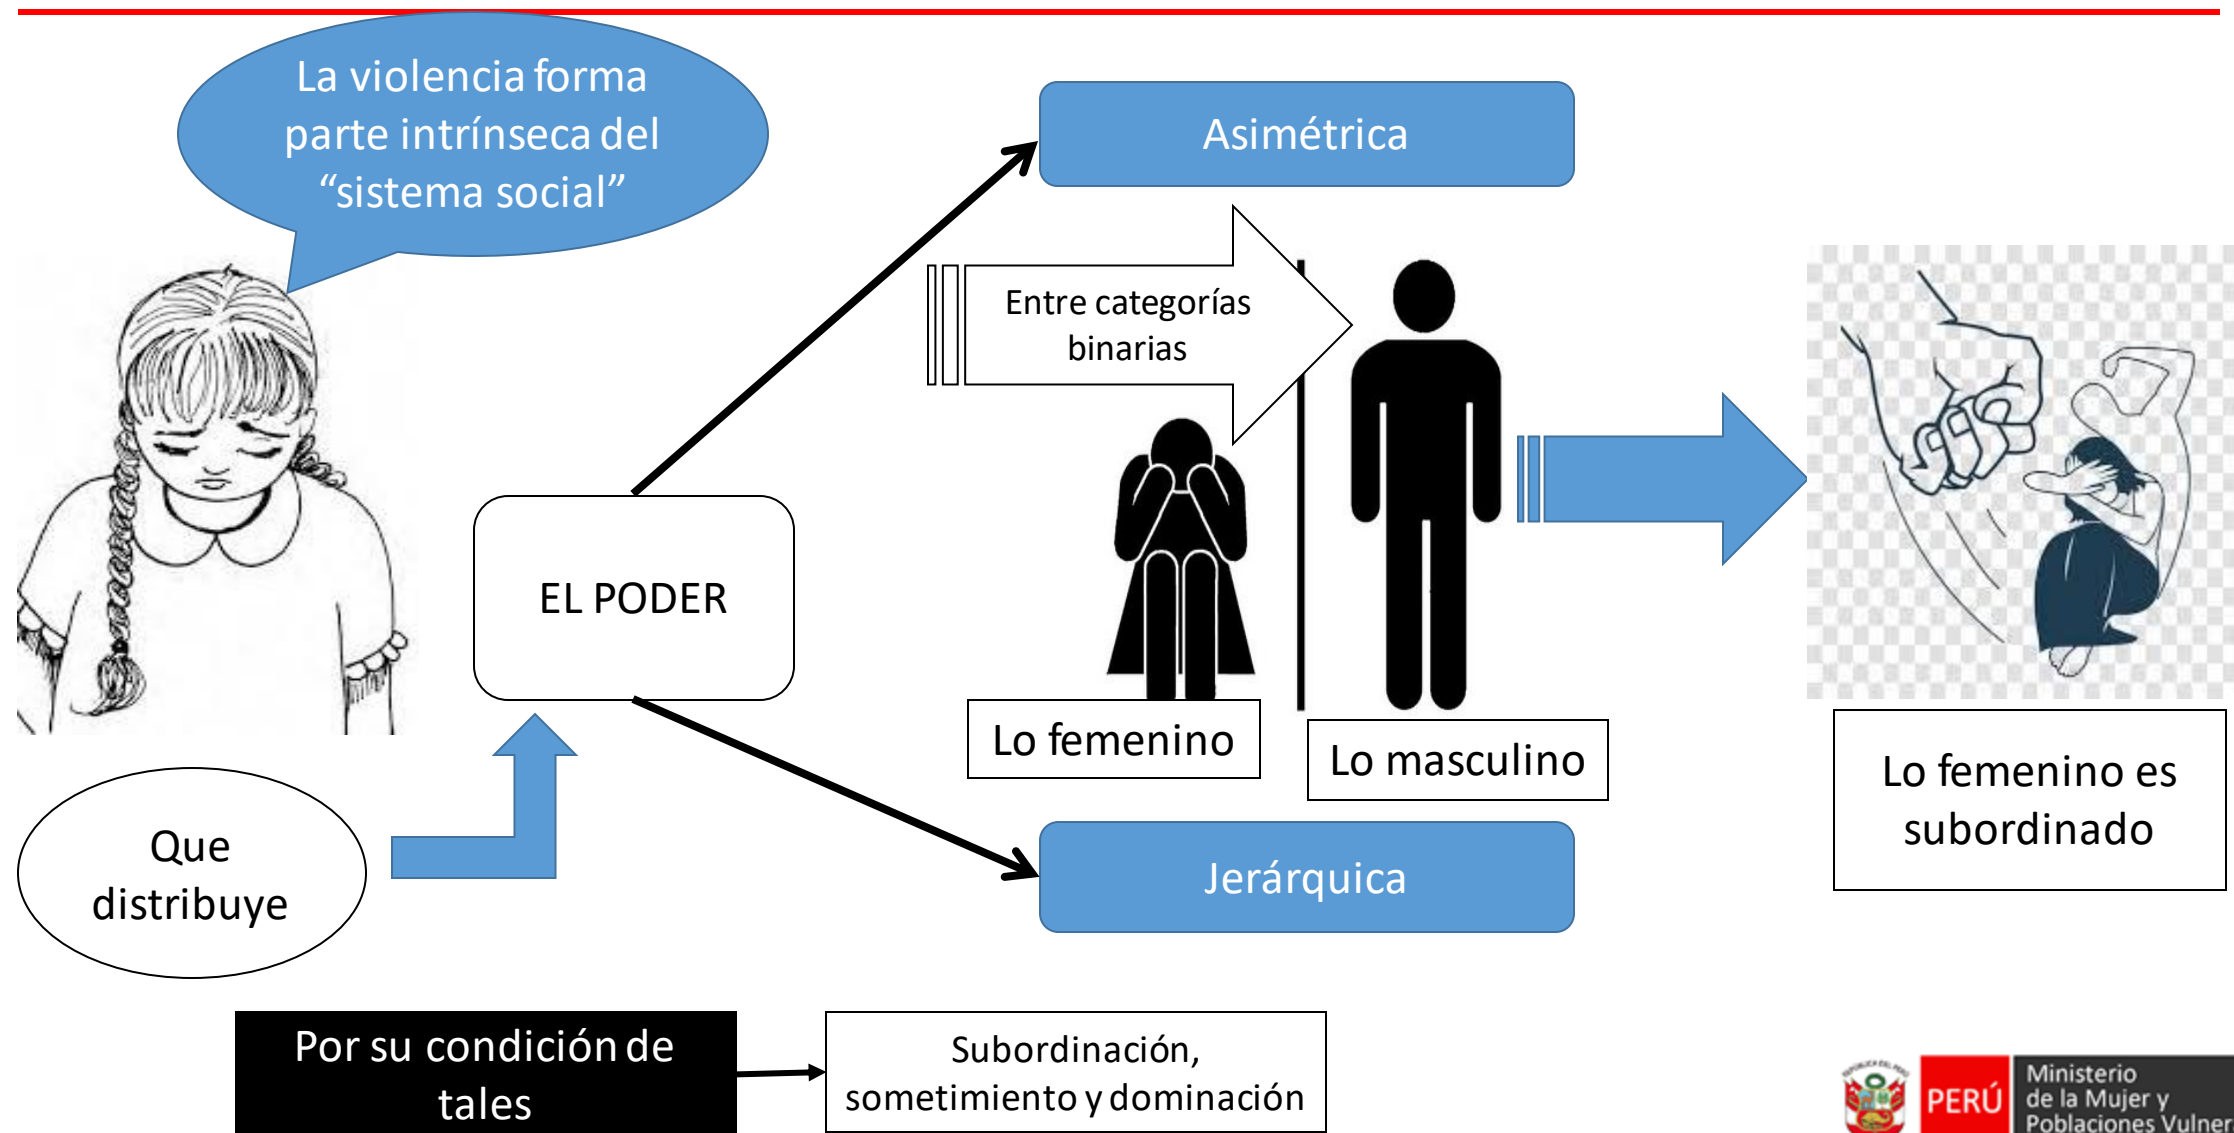 La violencia forma
parte intrínseca del
“sistema social”
Asimétrica
Entre categorías
binarias
EL PODER
Lo femenino
Lo masculino
Lo femenino es
subordinado
Que
distribuye
Jerárquica
Por su condición de
tales
Subordinación,
sometimiento y dominación
PERÚ
Ministerio
de la Mujer y
Poblaciones Vulner